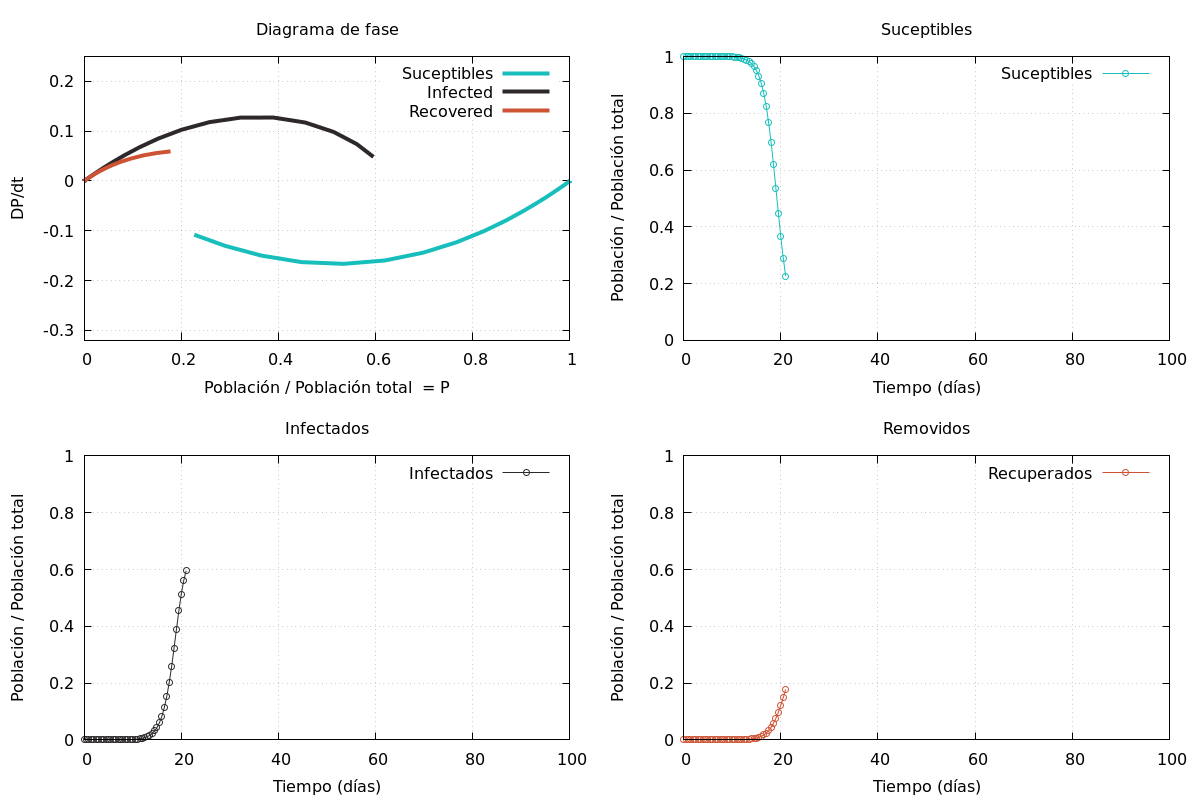 Diagrama de fase
Suceptibles
Infected
Recovered
0.2
0.1
0
-0.1
-0.2
-0.3
DP/dt
0 0.2 0.4 0.6 0.8 1
Población / Población total  = P
Suceptibles
Suceptibles
1
0.8
0.6
0.4
0.2
0
Población / Población total
0 20 40 60 80 100
Tiempo (días)
Infectados
Infectados
1
0.8
0.6
0.4
0.2
0
Población / Población total
0 20 40 60 80 100
Tiempo (días)
Removidos
Recuperados
1
0.8
0.6
0.4
0.2
0
Población / Población total
0 20 40 60 80 100
Tiempo (días)